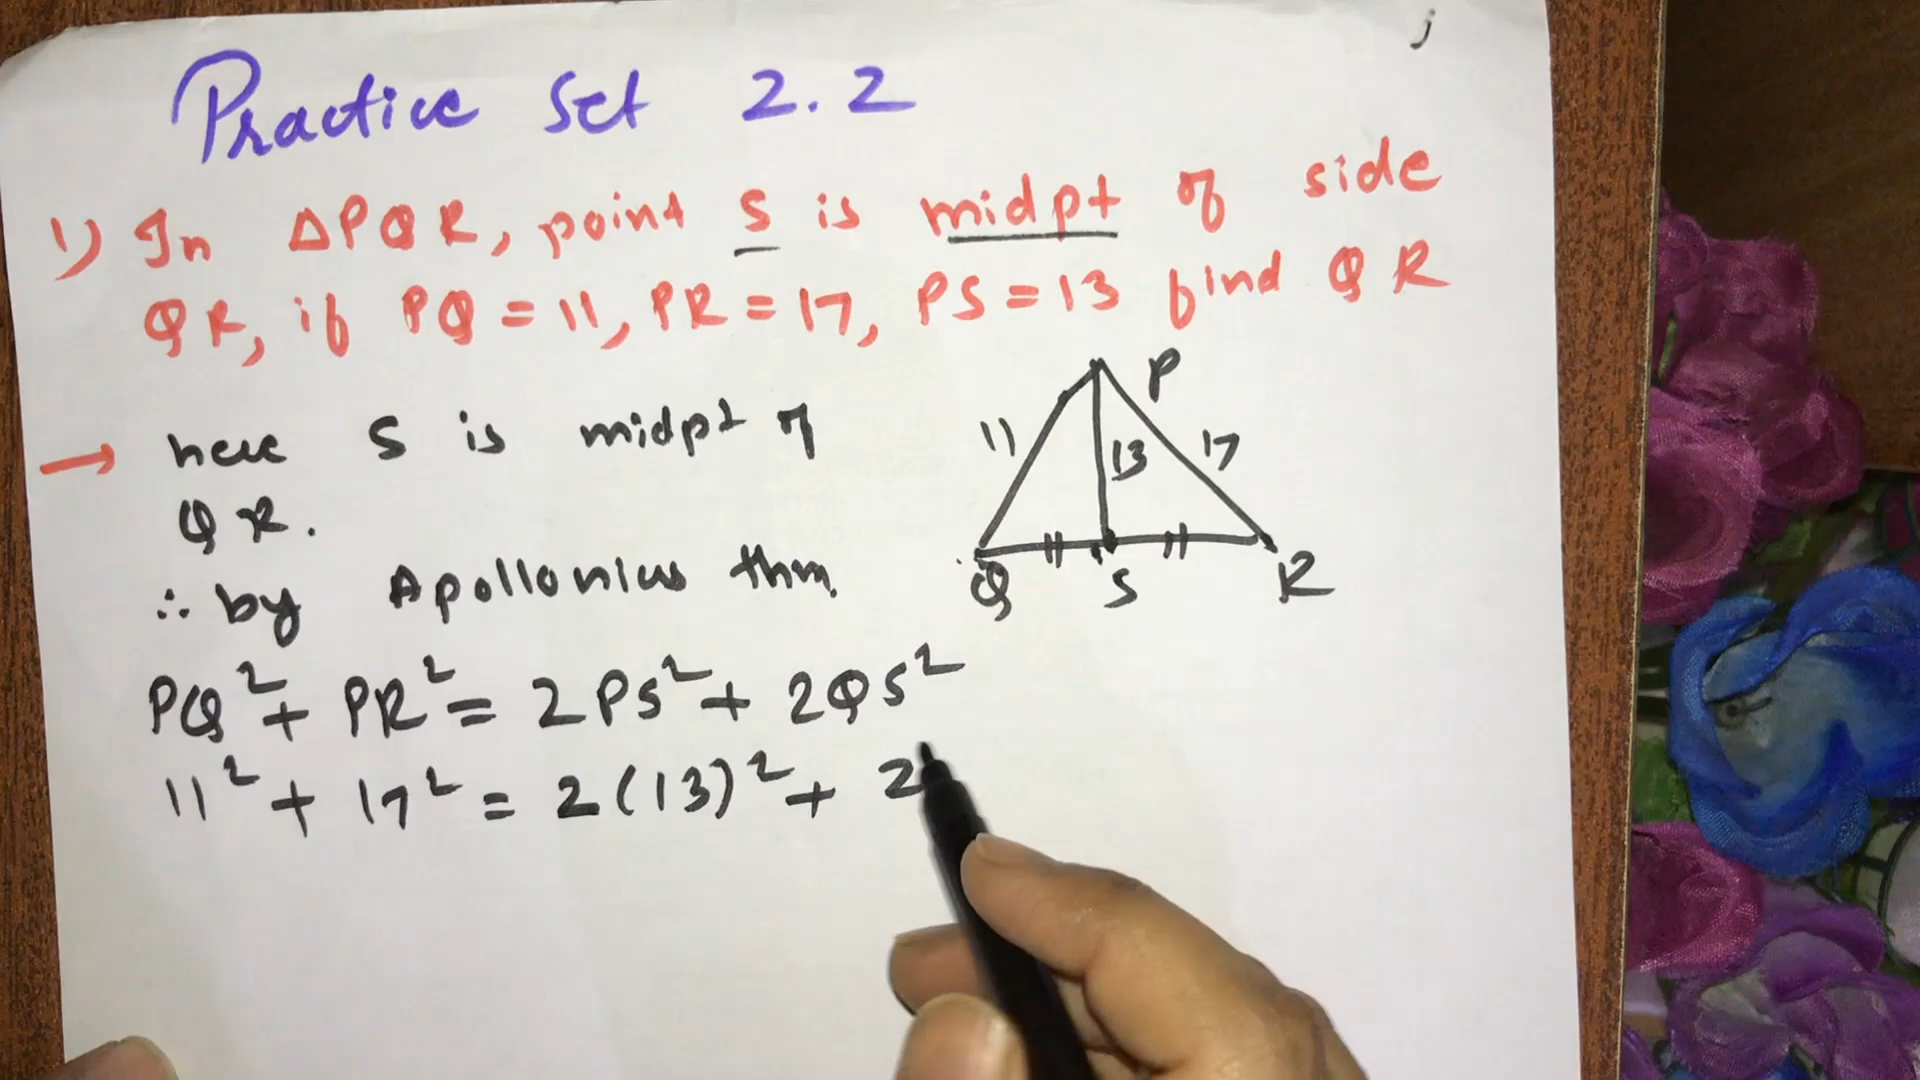 Practice Set 2.2
1) In ΔPQR, point S is midpt of side
QR, if PQ = 11, PR = 17, PS = 13 find QR
→ here S is midpt of
QR.
∴ by Apollonius thm.
PQ² + PR² = 2PS² + 2QS²
11² + 17² = 2(13)² + 2
P
11 13 17
Q S R